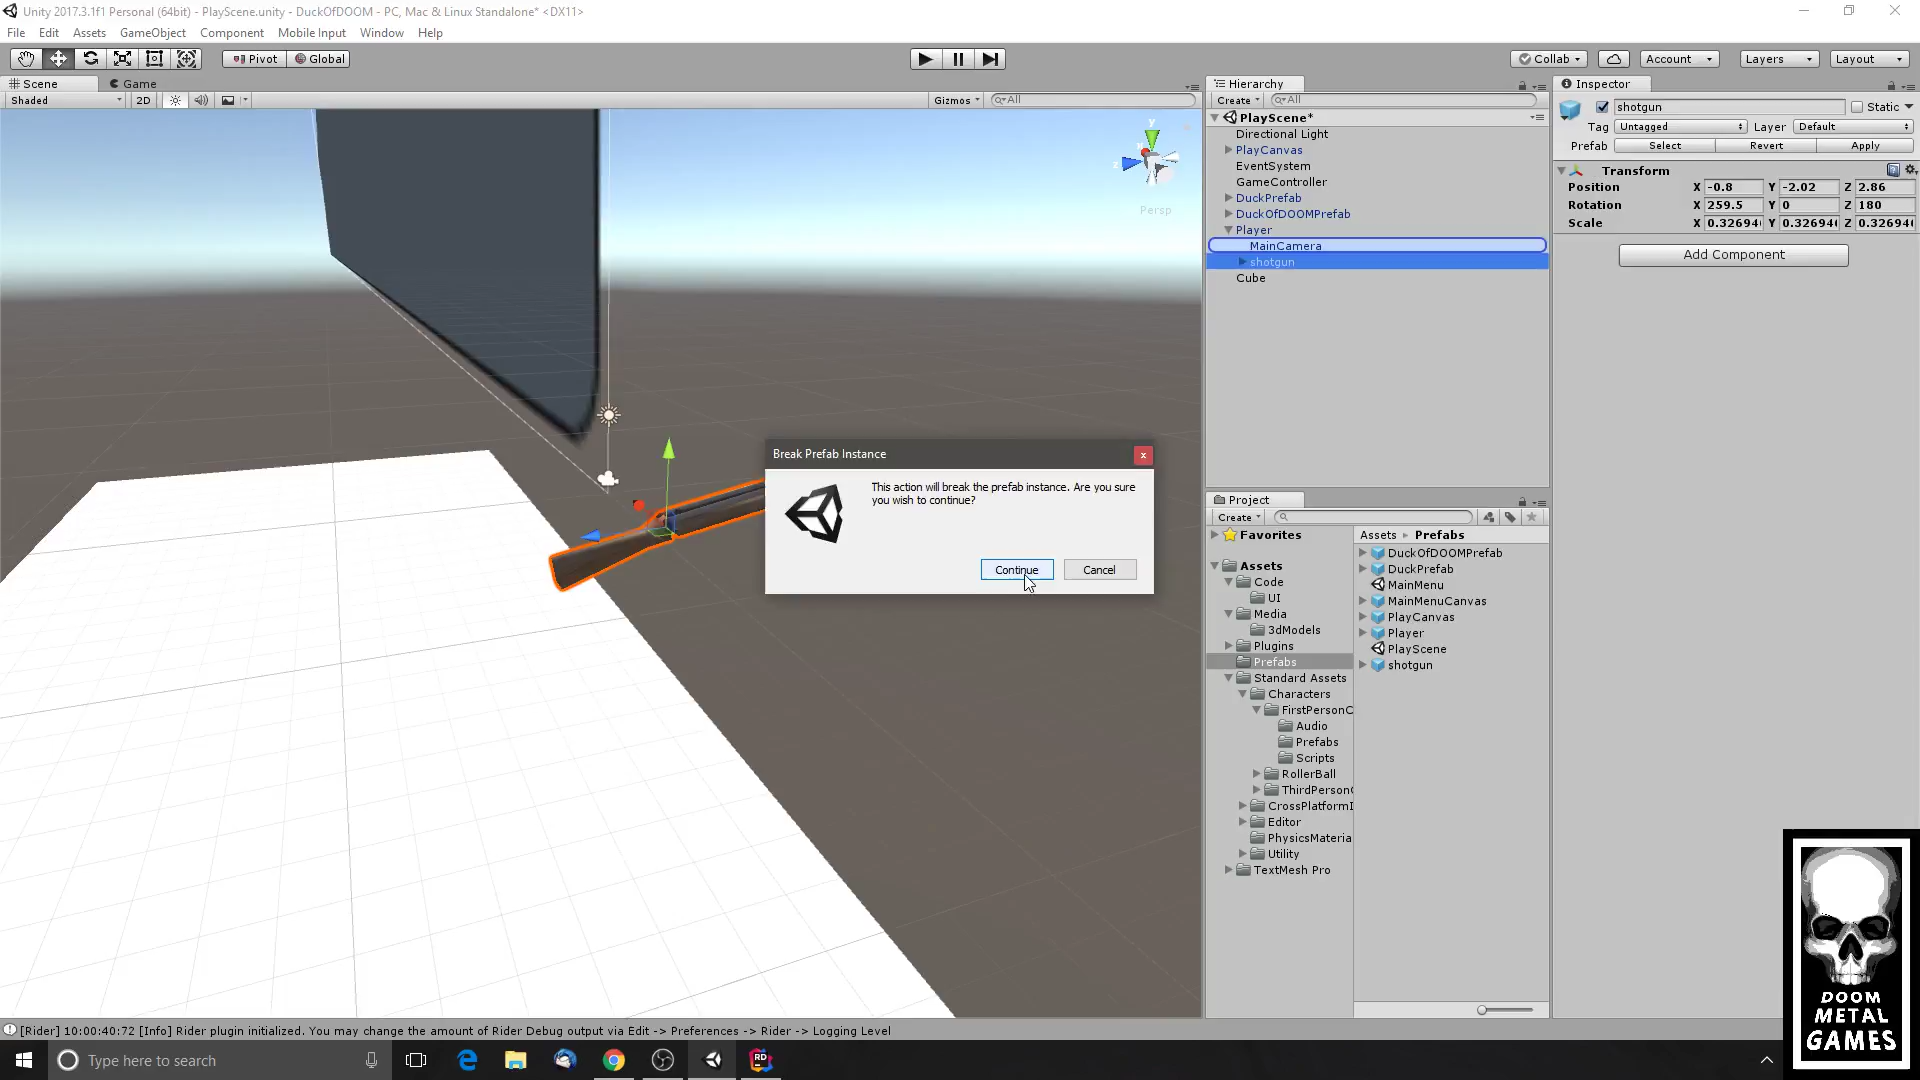 Unity 2017.3.1f1 Personal (64bit) - PlayScene.unity - DuckOfDOOM - PC, Mac & Linux Standalone* <DX11>
File Edit Assets GameObject Component Mobile Input Window Help
Pivot Global Collab Account Layers Layout
Scene Game
Shaded 2D Gizmos All
y
x
z
Persp
Hierarchy
Create All
PlayScene*
Directional Light
PlayCanvas
EventSystem
GameController
DuckPrefab
DuckOfDOOMPrefab
Player
MainCamera
shotgun
Cube
Inspector
shotgun Static
Tag Untagged Layer Default
Prefab Select Revert Apply
Transform
Position X -0.8 Y -2.02 Z 2.86
Rotation X 259.5 Y 0 Z 180
Scale X 0.32694 Y 0.32694 Z 0.32694
Add Component
Break Prefab Instance
This action will break the prefab instance. Are you sure
you wish to continue?
Continue Cancel
Project
Create
Favorites
Assets
Code
UI
Media
3dModels
Plugins
Prefabs
Standard Assets
Characters
FirstPersonC
Audio
Prefabs
Scripts
RollerBall
ThirdPersonC
CrossPlatformI
Editor
PhysicsMateria
Utility
TextMesh Pro
Assets Prefabs
DuckOfDOOMPrefab
DuckPrefab
MainMenu
MainMenuCanvas
PlayCanvas
Player
PlayScene
shotgun
[Rider] 10:00:40:72 [Info] Rider plugin initialized. You may change the amount of Rider Debug output via Edit -> Preferences -> Rider -> Logging Level
Type here to search
RD
DOOM
METAL
GAMES